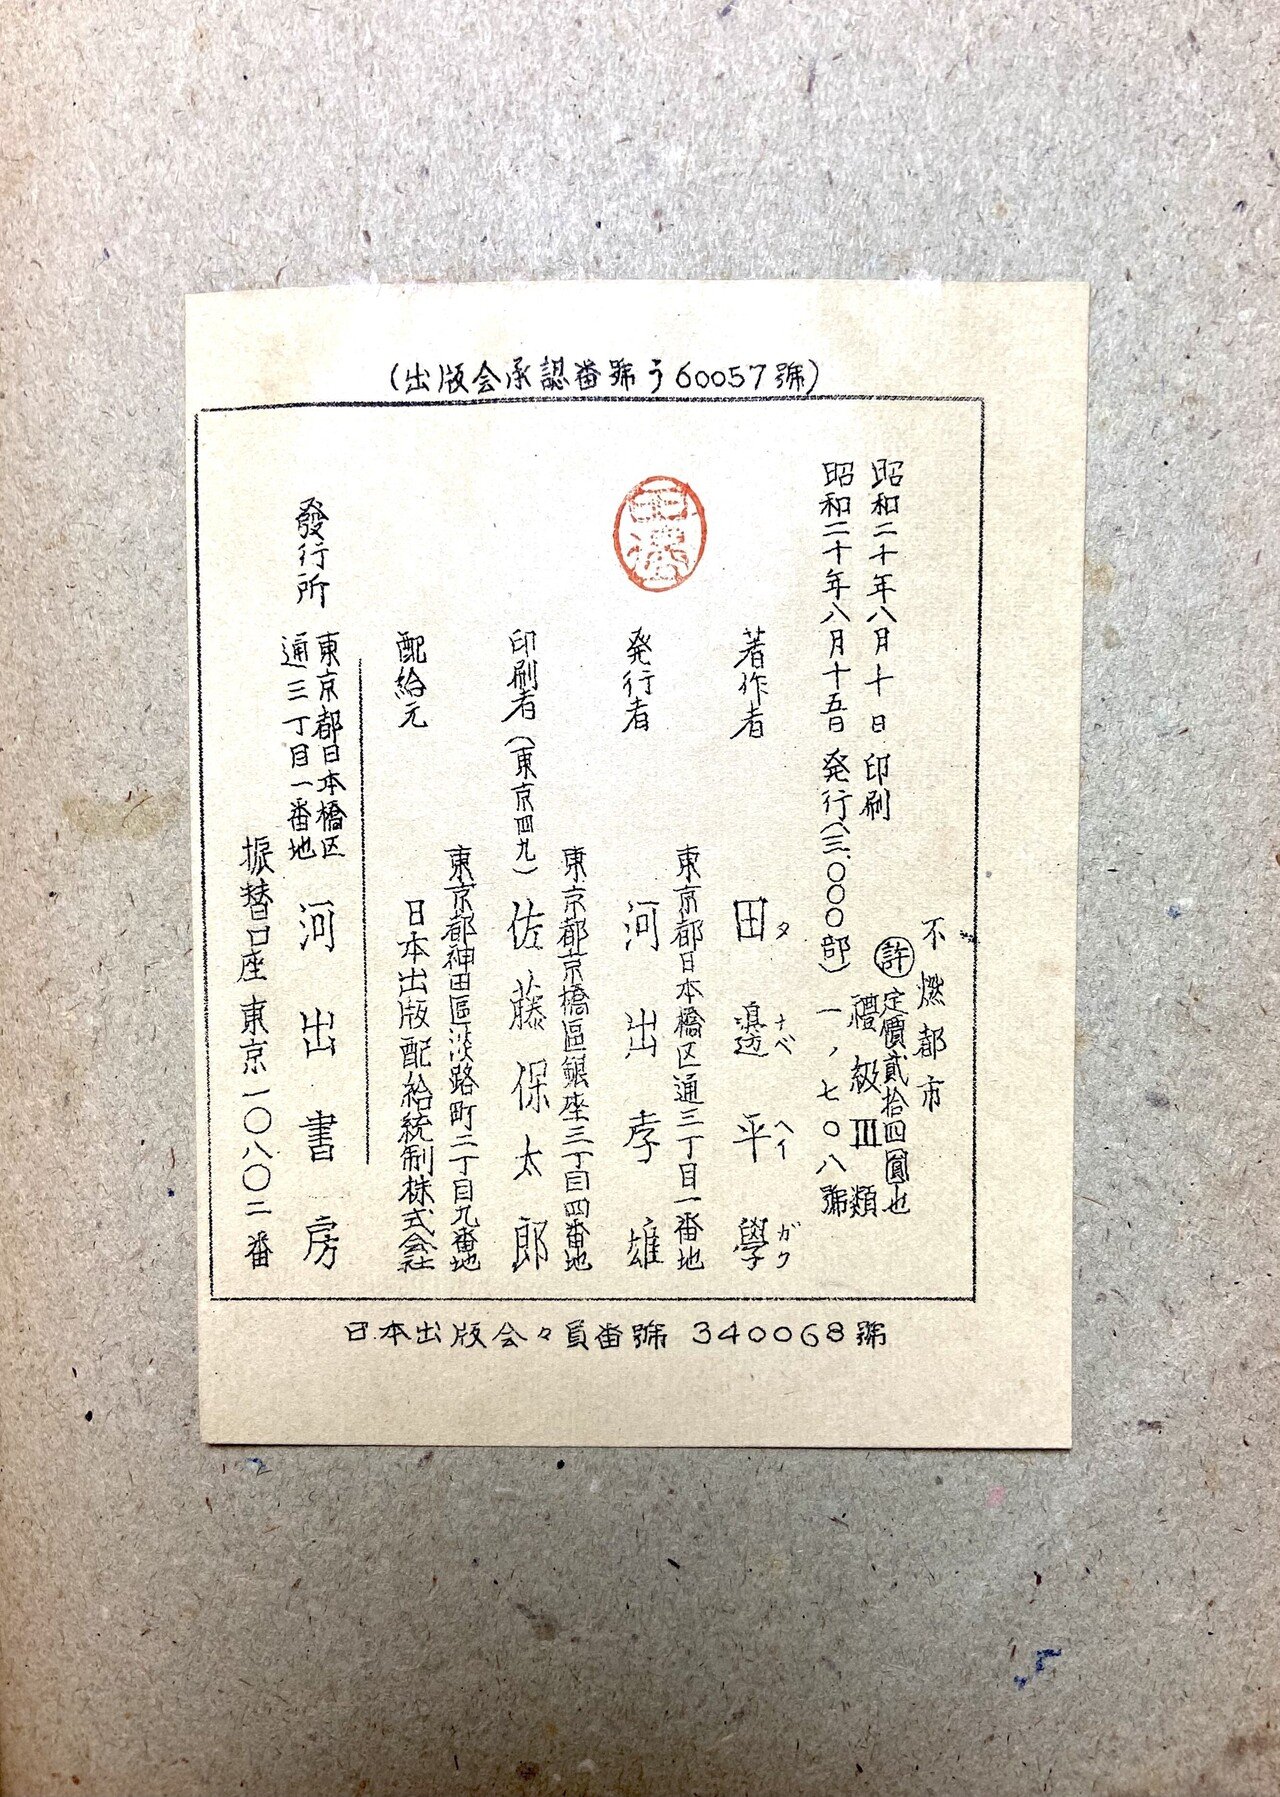 (出版会承認番號う60057號)
不燃都市
㊞定價貳拾四圓也
禮級Ⅲ類
一,七〇八號
昭和二十年八月十日印刷
昭和二十年八月十五日発行(三.〇〇〇部)
著作者 田邉平學
タナベヘイガク
東京都日本橋区通三丁目一番地
発行者 河出孝雄
東京都京橋區銀座三丁目四番地
印刷者(東京四九)佐藤保太郎
東京都神田區淡路町二丁目九番地
配給元 日本出版配給統制株式会社
發行所 東京都日本橋区
通三丁目一番地 河出書房
振替口座東京一〇八〇二番
日本出版会々員番號 340068號